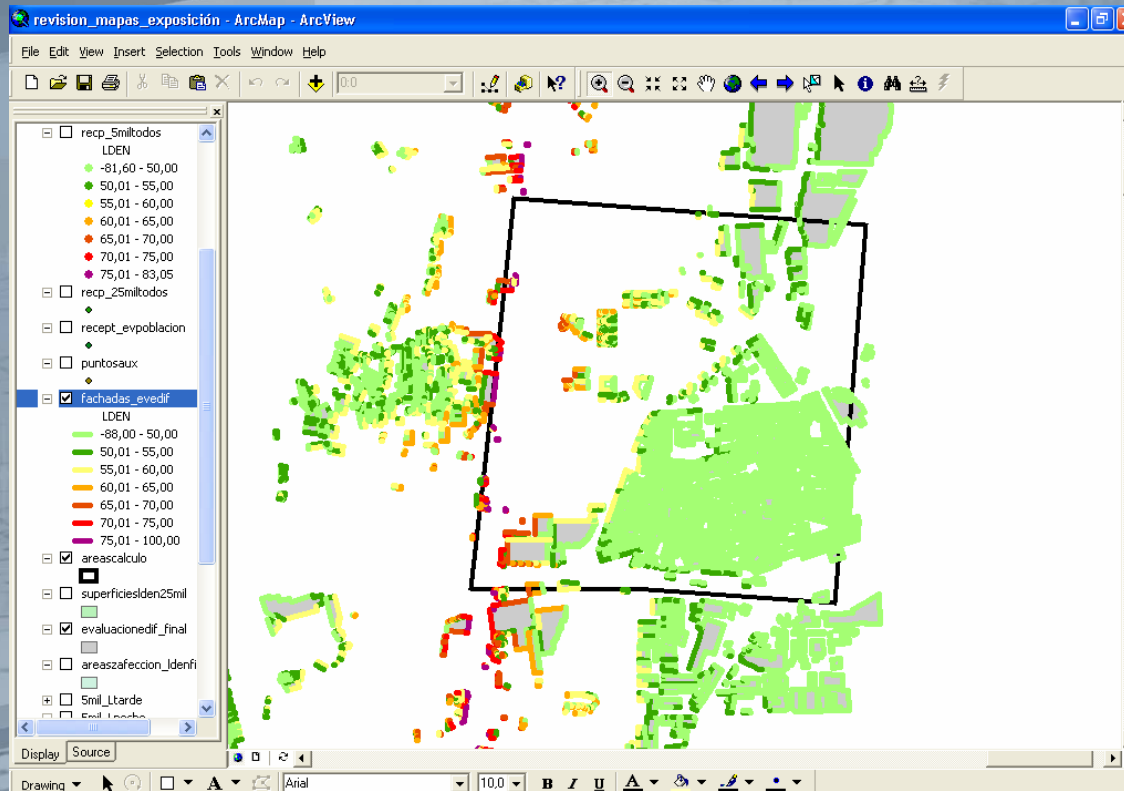 revision_mapas_exposición - ArcMap - ArcView
File Edit View Insert Selection Tools Window Help
0:0
recp_5miltodos
LDEN
-81,60 - 50,00
50,01 - 55,00
55,01 - 60,00
60,01 - 65,00
65,01 - 70,00
70,01 - 75,00
75,01 - 83,05
recp_25miltodos
recept_evpoblacion
puntosaux
fachadas_evedif
LDEN
-88,00 - 50,00
50,01 - 55,00
55,01 - 60,00
60,01 - 65,00
65,01 - 70,00
70,01 - 75,00
75,01 - 100,00
areascalculo
superficieslden25mil
evaluacionedif_final
areaszafeccion_ldenfi
5mil_Ltarde
5mil_Lnoche
Display Source
Drawing A Arial 10,0 B I U A